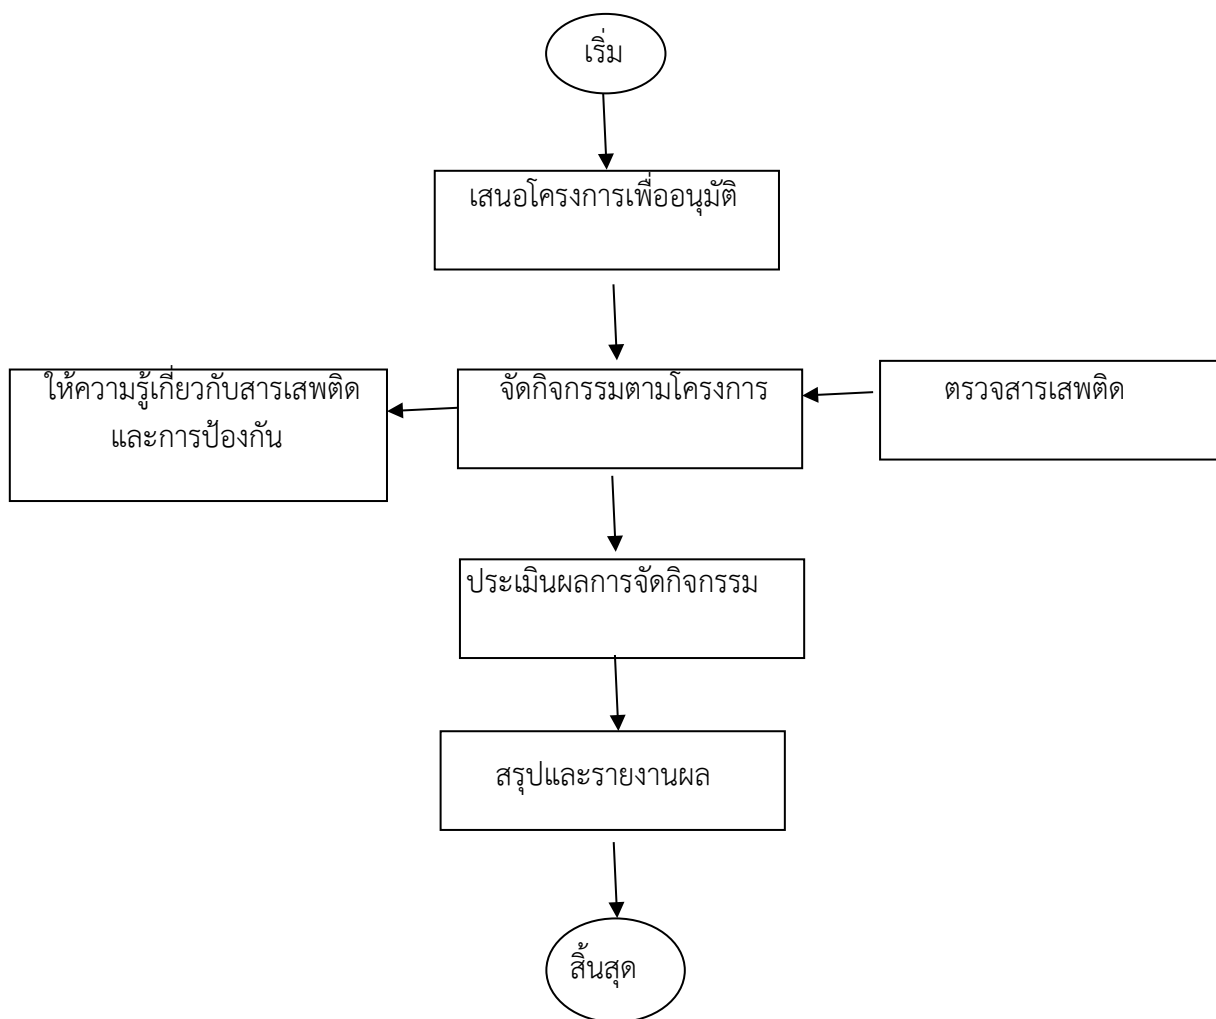 เริ่ม
เสนอโครงการเพื่ออนุมัติ
ให้ความรู้เกี่ยวกับสารเสพติด
และการป้องกัน
จัดกิจกรรมตามโครงการ
ตรวจสารเสพติด
ประเมินผลการจัดกิจกรรม
สรุปและรายงานผล
สิ้นสุด